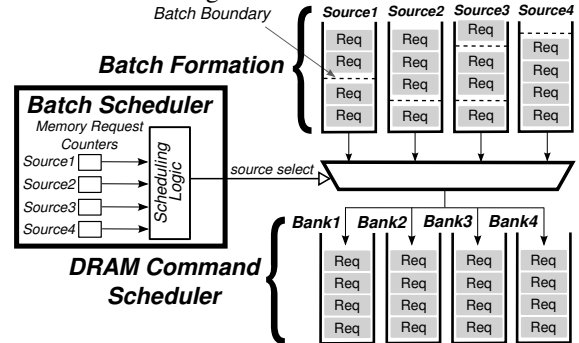 Batch Boundary
Source1 Source2 Source3 Source4
Batch Formation
Req Req Req Req
Req Req Req Req
Req Req Req Req
Req Req Req Req
Batch Scheduler
Memory Request
Counters
Source1
Source2
Source3
Source4
Scheduling
Logic
source select
Bank1 Bank2 Bank3 Bank4
DRAM Command
Scheduler
Req Req Req Req
Req Req Req Req
Req Req Req Req
Req Req Req Req